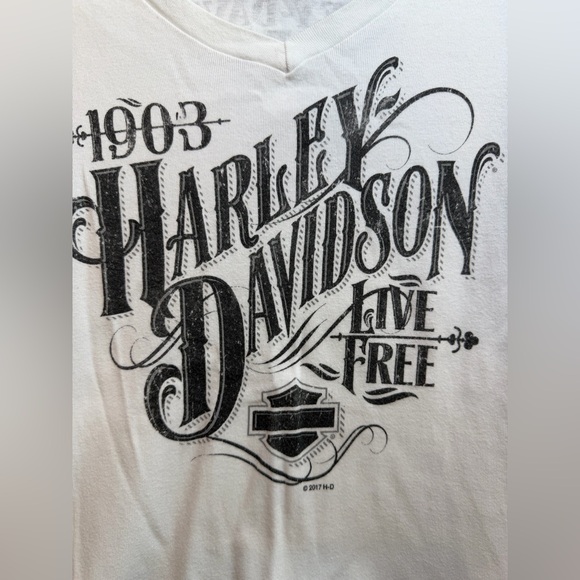 1903
HARLEY-
DAVIDSON
LIVE
FREE
© 2017 H-D